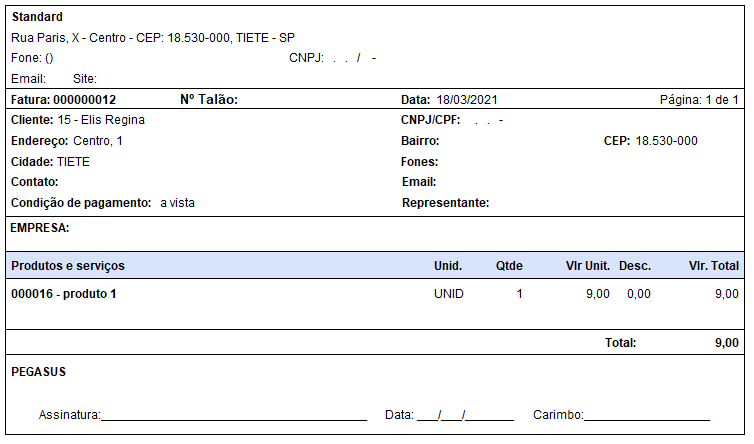 Standard
Rua Paris, X - Centro - CEP: 18.530-000, TIETE - SP
Fone: () CNPJ: . . / -
Email: Site:
Fatura: 000000012 Nº Talão: Data: 18/03/2021 Página: 1 de 1
Cliente: 15 - Elis Regina CNPJ/CPF: . . -
Endereço: Centro, 1 Bairro: CEP: 18.530-000
Cidade: TIETE Fones:
Contato: Email:
Condição de pagamento: a vista Representante:
EMPRESA:
Produtos e serviços Unid. Qtde Vlr Unit. Desc. Vlr. Total
000016 - produto 1 UNID 1 9,00 0,00 9,00
Total: 9,00
PEGASUS
Assinatura:______________________________________ Data: ___/___/_______ Carimbo:__________________